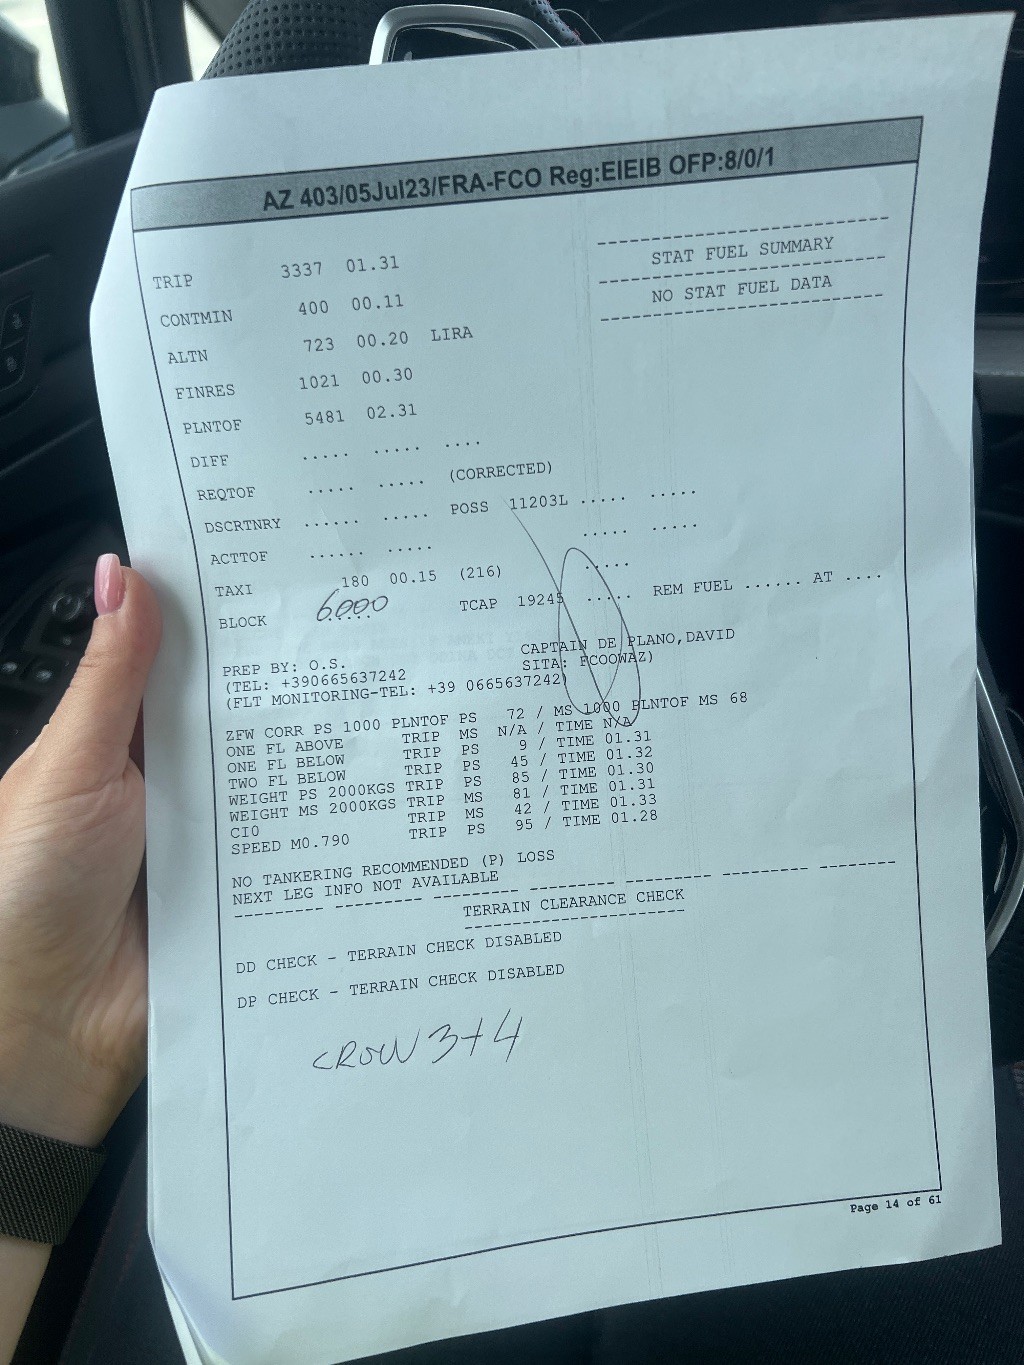 AZ 403/05Jul23/FRA-FCO Reg:EIEIB OFP:8/0/1
STAT FUEL SUMMARY
NO STAT FUEL DATA
TRIP 3337 01.31
CONTMIN 400 00.11
ALTN 723 00.20 LIRA
FINRES 1021 00.30
PLNTOF 5481 02.31
DIFF ..... ..... ....
REQTOF ..... ..... (CORRECTED)
DSCRTNRY ...... ..... POSS 11203L ..... .....
ACTTOF ...... ..... ..... .....
TAXI 180 00.15 (216) .....
BLOCK 6000 TCAP 19245 ..... REM FUEL ...... AT ....
PREP BY: O.S. CAPTAIN DE PLANO,DAVID
(TEL: +390665637242 SITA: FCOOWAZ)
(FLT MONITORING-TEL: +39 0665637242)
ZFW CORR PS 1000 PLNTOF PS 72 / MS 1000 PLNTOF MS 68
ONE FL ABOVE TRIP MS N/A / TIME N/A
ONE FL BELOW TRIP PS 9 / TIME 01.31
TWO FL BELOW TRIP PS 45 / TIME 01.32
WEIGHT PS 2000KGS TRIP PS 85 / TIME 01.30
WEIGHT MS 2000KGS TRIP MS 81 / TIME 01.31
CI0 TRIP MS 42 / TIME 01.33
SPEED M0.790 TRIP PS 95 / TIME 01.28
NO TANKERING RECOMMENDED (P) LOSS
NEXT LEG INFO NOT AVAILABLE
--------- --------- --------- --------- --------- --------- --------
TERRAIN CLEARANCE CHECK
DD CHECK - TERRAIN CHECK DISABLED
DP CHECK - TERRAIN CHECK DISABLED
CROW 3+4
Page 14 of 61